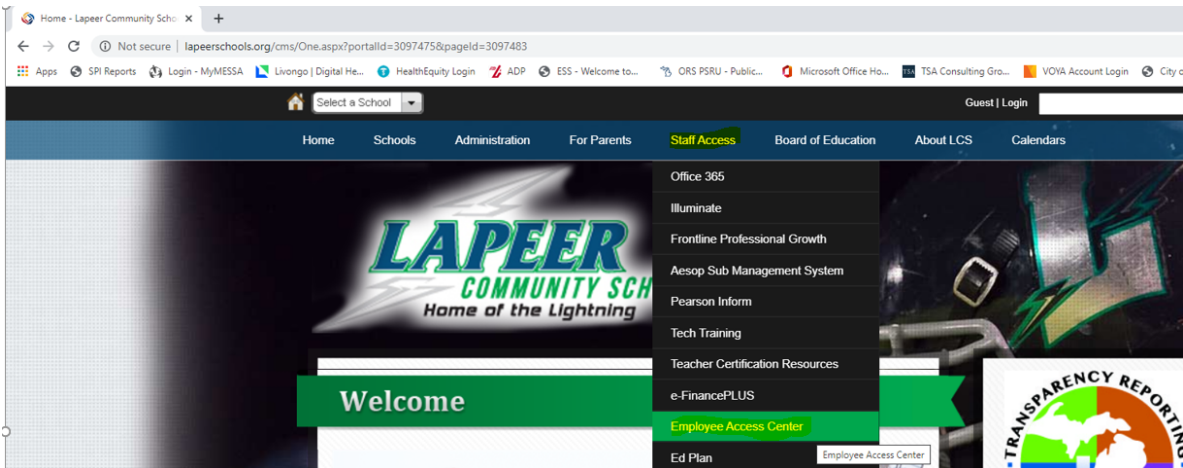 Home - Lapeer Community Scho
Not secure | lapeerschools.org/cms/One.aspx?portalId=3097475&pageId=3097483
Apps SPI Reports Login - MyMESSA Livongo | Digital He... HealthEquity Login ADP ESS - Welcome to... ORS PSRU - Public... Microsoft Office Ho... TSA TSA Consulting Gro... VOYA Account Login City o
Select a School Guest | Login
Home Schools Administration For Parents Staff Access Board of Education About LCS Calendars
Office 365
Illuminate
Frontline Professional Growth
Aesop Sub Management System
Pearson Inform
Tech Training
Teacher Certification Resources
e-FinancePLUS
Employee Access Center
Ed Plan
Employee Access Center
LAPEER
COMMUNITY SCH
Home of the Lightning
L
Welcome
TRANSPARENCY REPORTING